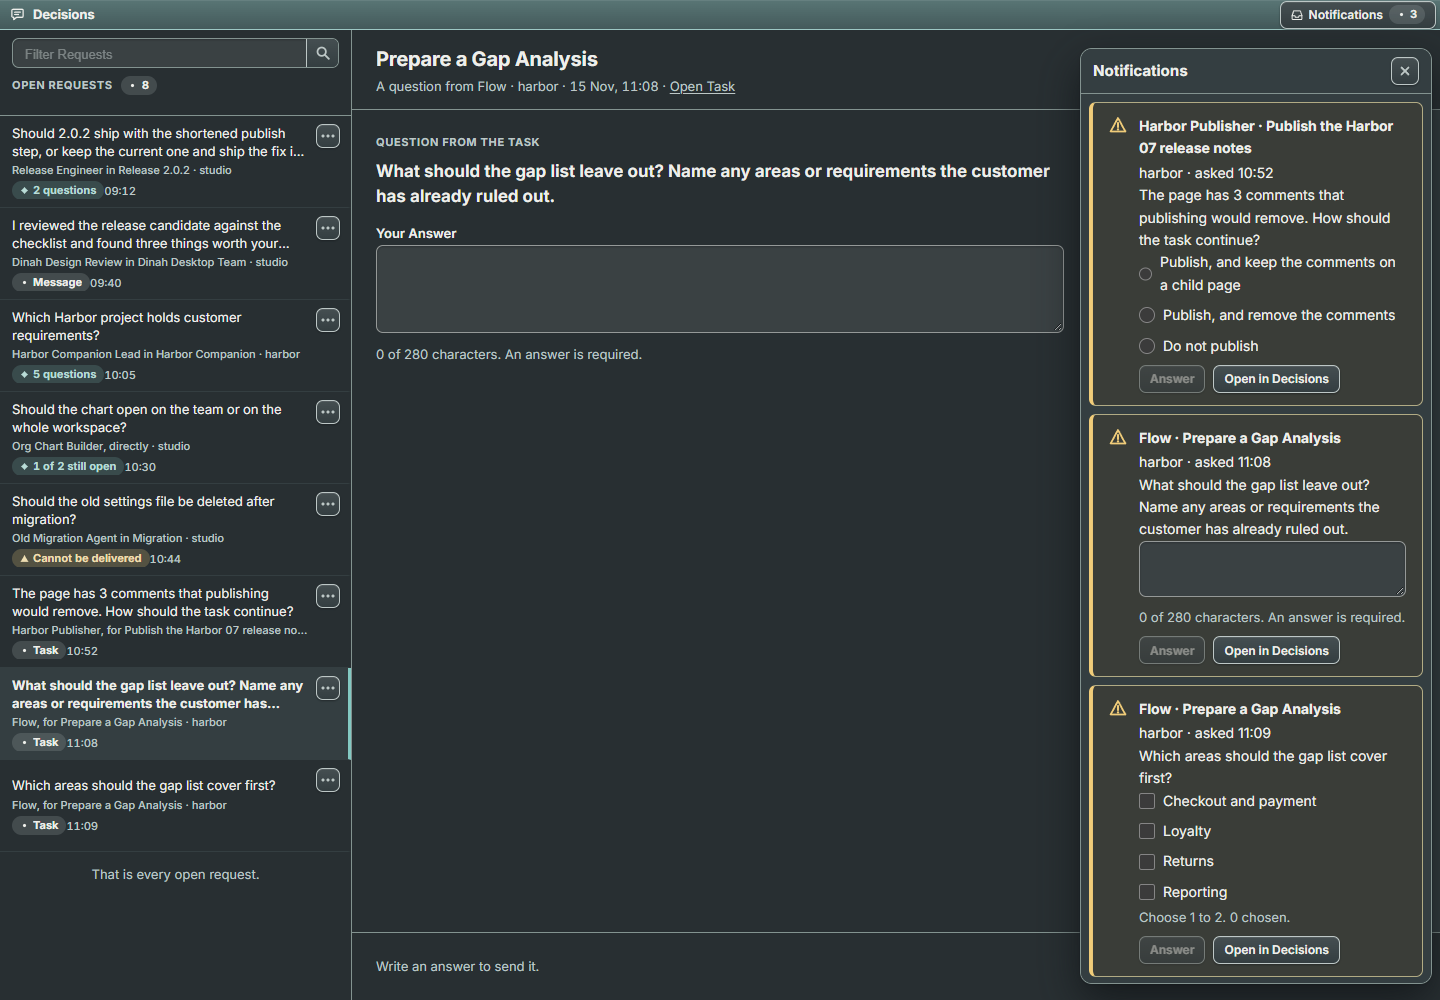 Decisions
Notifications • 3
Filter Requests
OPEN REQUESTS • 8
Should 2.0.2 ship with the shortened publish
step, or keep the current one and ship the fix i...
Release Engineer in Release 2.0.2 · studio
2 questions 09:12
I reviewed the release candidate against the
checklist and found three things worth your...
Dinah Design Review in Dinah Desktop Team · studio
• Message 09:40
Which Harbor project holds customer
requirements?
Harbor Companion Lead in Harbor Companion · harbor
5 questions 10:05
Should the chart open on the team or on the
whole workspace?
Org Chart Builder, directly · studio
1 of 2 still open 10:30
Should the old settings file be deleted after
migration?
Old Migration Agent in Migration · studio
Cannot be delivered 10:44
The page has 3 comments that publishing
would remove. How should the task continue?
Harbor Publisher, for Publish the Harbor 07 release no...
• Task 10:52
What should the gap list leave out? Name any
areas or requirements the customer has...
Flow, for Prepare a Gap Analysis · harbor
• Task 11:08
Which areas should the gap list cover first?
Flow, for Prepare a Gap Analysis · harbor
• Task 11:09
That is every open request.
Prepare a Gap Analysis
A question from Flow · harbor · 15 Nov, 11:08 · Open Task
QUESTION FROM THE TASK
What should the gap list leave out? Name any areas or requirements the customer
has already ruled out.
Your Answer
0 of 280 characters. An answer is required.
Write an answer to send it.
Notifications
Harbor Publisher · Publish the Harbor
07 release notes
harbor · asked 10:52
The page has 3 comments that
publishing would remove. How should
the task continue?
Publish, and keep the comments on
a child page
Publish, and remove the comments
Do not publish
Answer Open in Decisions
Flow · Prepare a Gap Analysis
harbor · asked 11:08
What should the gap list leave out?
Name any areas or requirements the
customer has already ruled out.
0 of 280 characters. An answer is required.
Answer Open in Decisions
Flow · Prepare a Gap Analysis
harbor · asked 11:09
Which areas should the gap list cover
first?
Checkout and payment
Loyalty
Returns
Reporting
Choose 1 to 2. 0 chosen.
Answer Open in Decisions